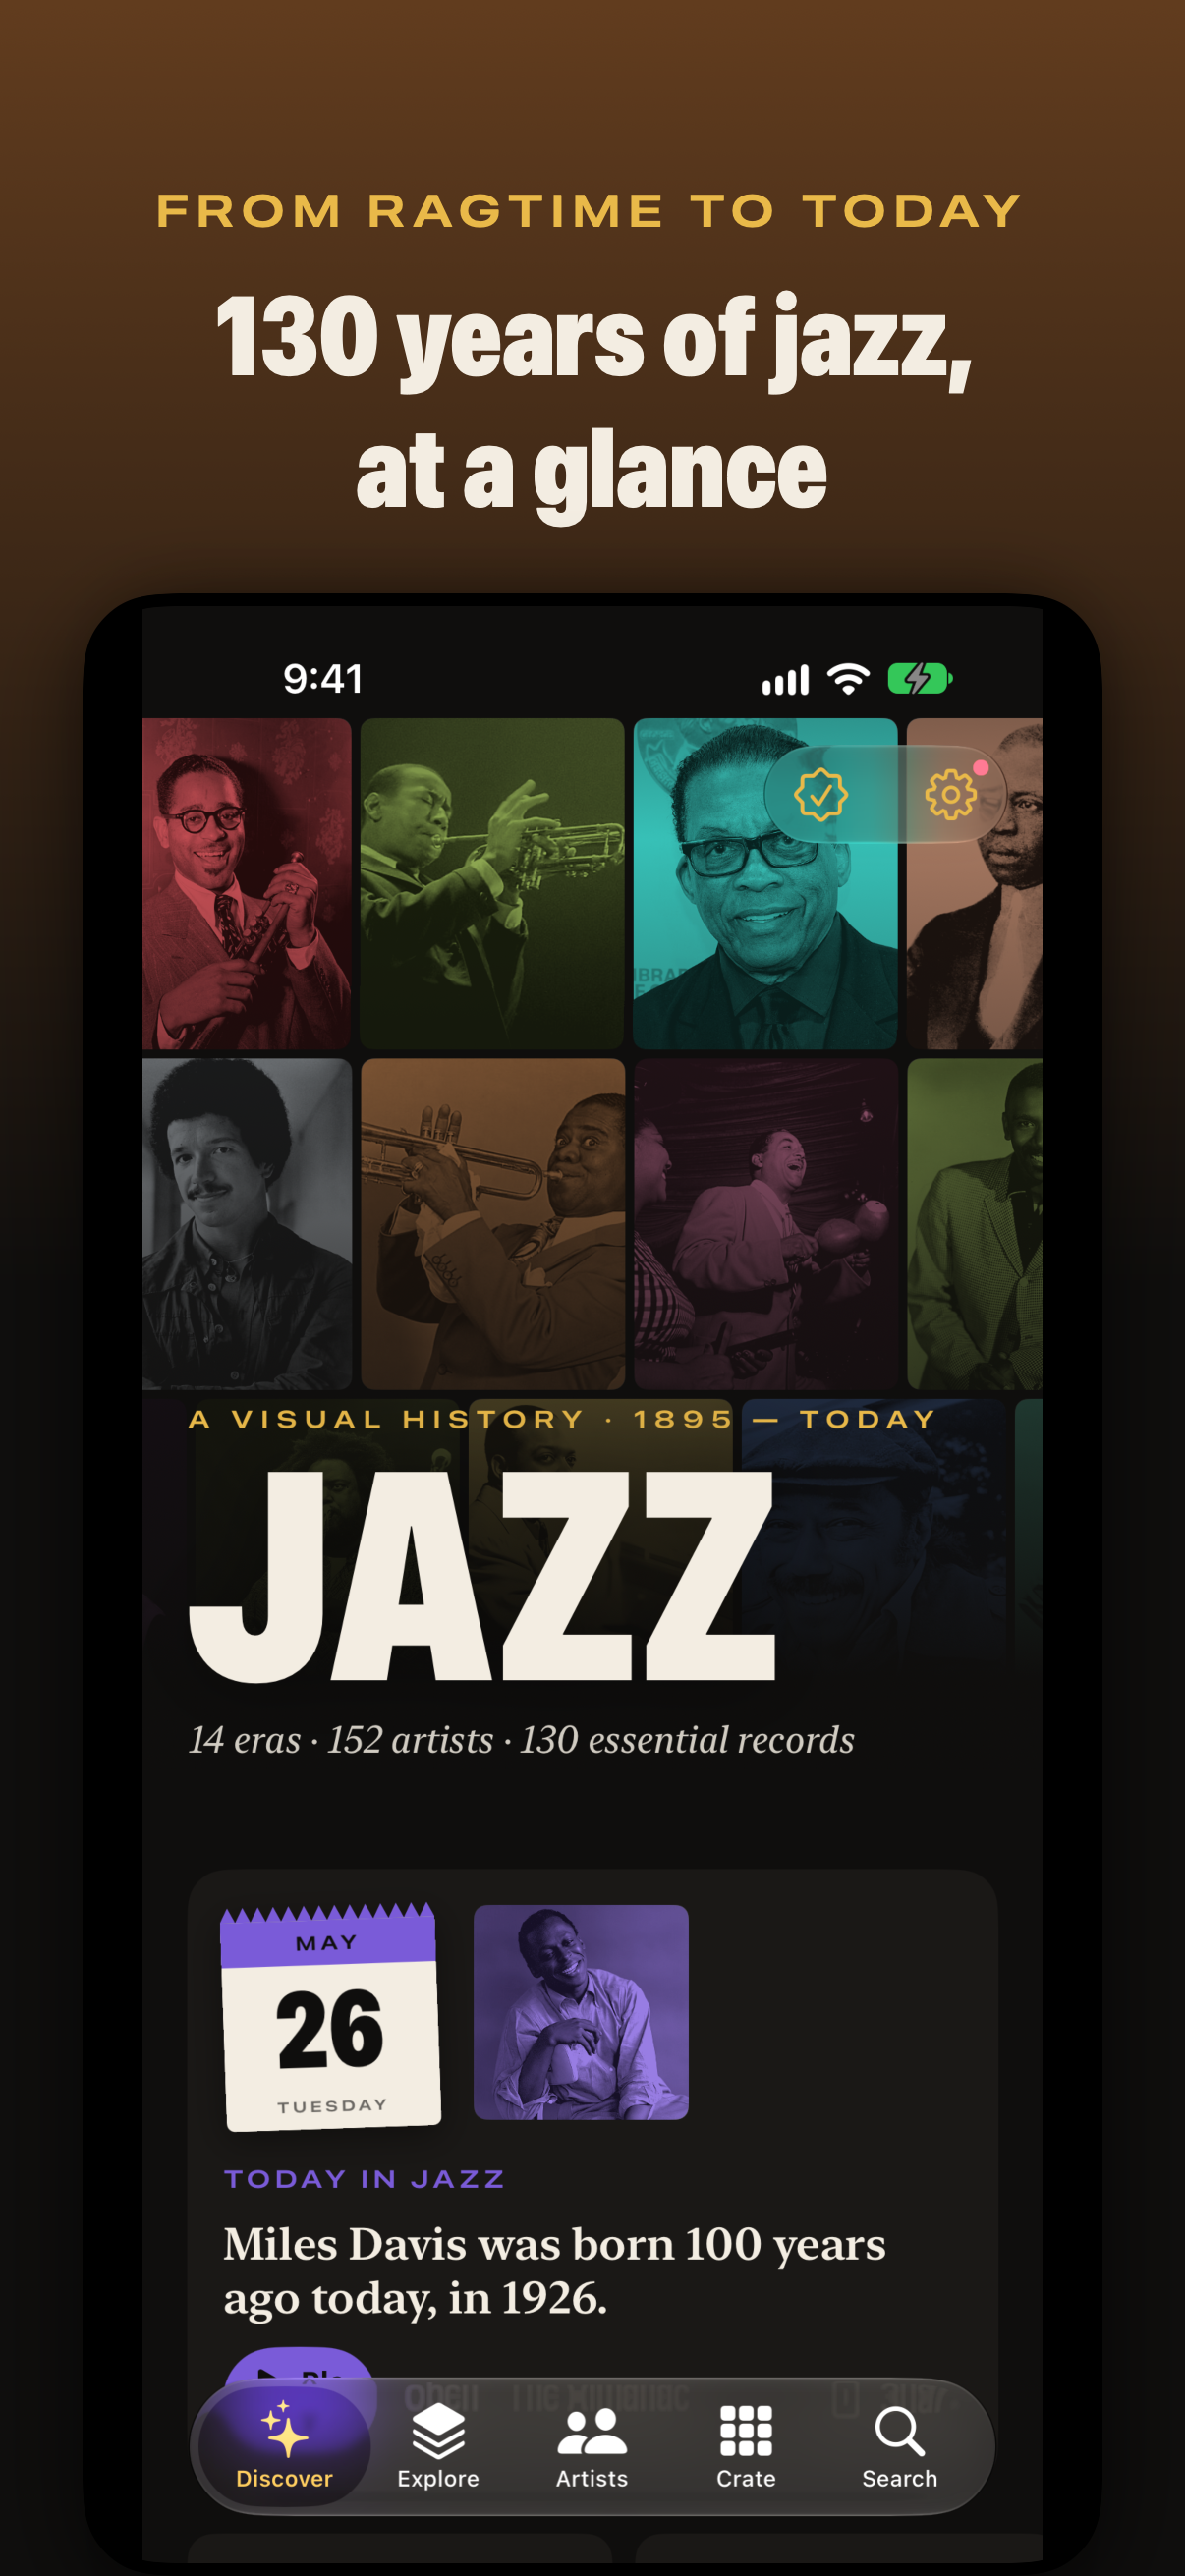 FROM RAGTIME TO TODAY
130 years of jazz,
at a glance
9:41
A VISUAL HISTORY · 1895 — TODAY
JAZZ
14 eras · 152 artists · 130 essential records
MAY
26
TUESDAY
TODAY IN JAZZ
Miles Davis was born 100 years
ago today, in 1926.
Discover
Explore
Artists
Crate
Search